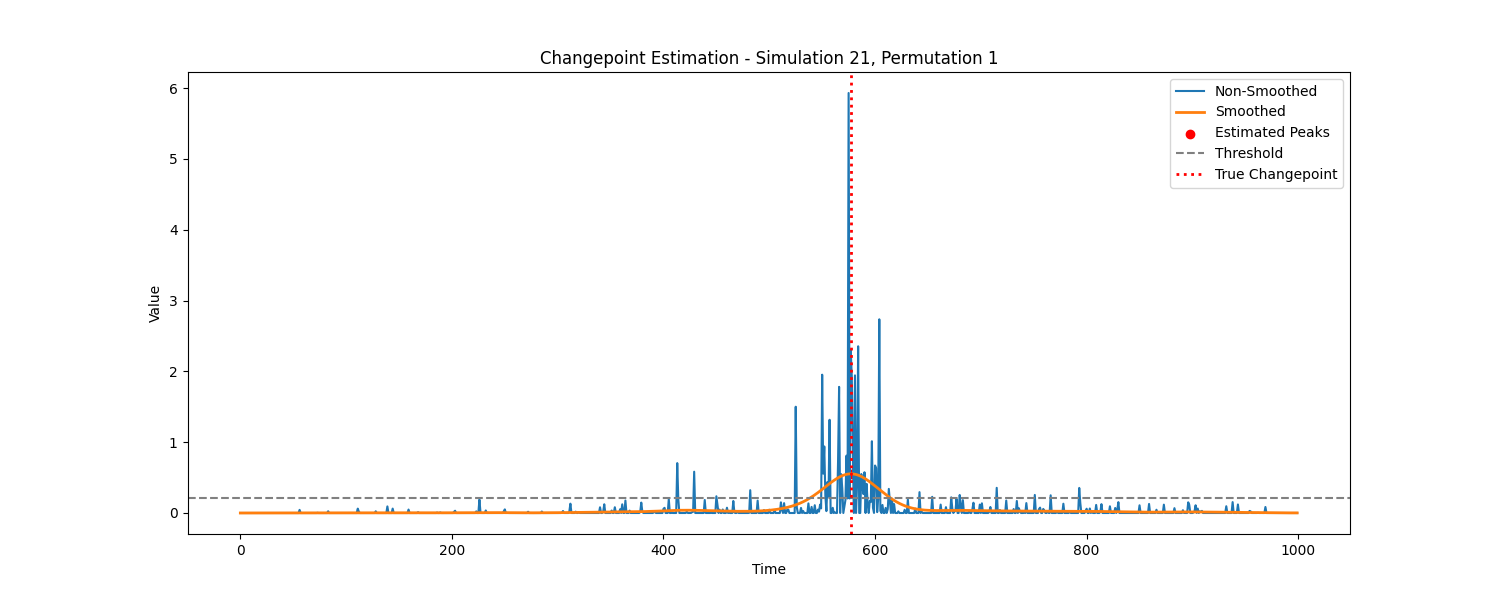 Changepoint Estimation - Simulation 21, Permutation 1
Non-Smoothed
Smoothed
Estimated Peaks
Threshold
True Changepoint
Value
6
5
4
3
2
1
0
0 200 400 600 800 1000
Time